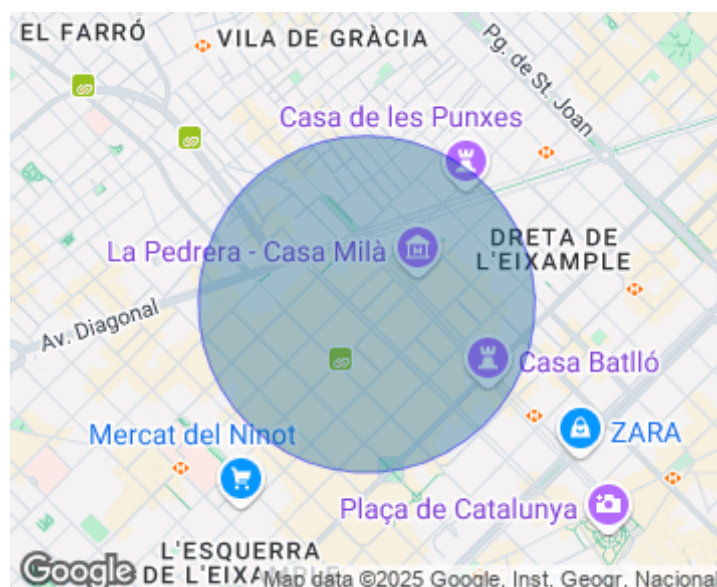 EL FARRÓ
VILA DE GRÀCIA
Pg. de St. Joan
Casa de les Punxes
DRETA DE
L'EIXAMPLE
La Pedrera - Casa Milà
Av. Diagonal
Casa Batlló
Mercat del Ninot
ZARA
Plaça de Catalunya
L'ESQUERRA
DE L'EIXAMPLE
Google
Map data ©2025 Google, Inst. Geogr. Nacional